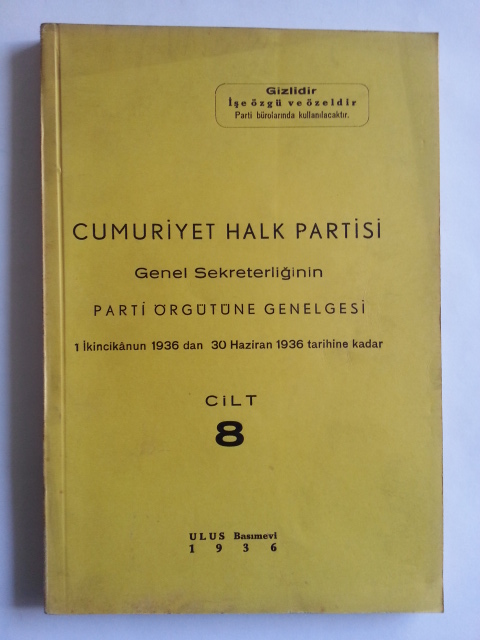 Gizlidir
İşe özgü ve özeldir
Parti bürolarında kullanılacaktır.
CUMURİYET HALK PARTİSİ
Genel Sekreterliğinin
PARTİ ÖRGÜTÜNE GENELGESİ
1 İkincikânun 1936 dan 30 Haziran 1936 tarihine kadar
CİLT
8
ULUS Basımevi
1936